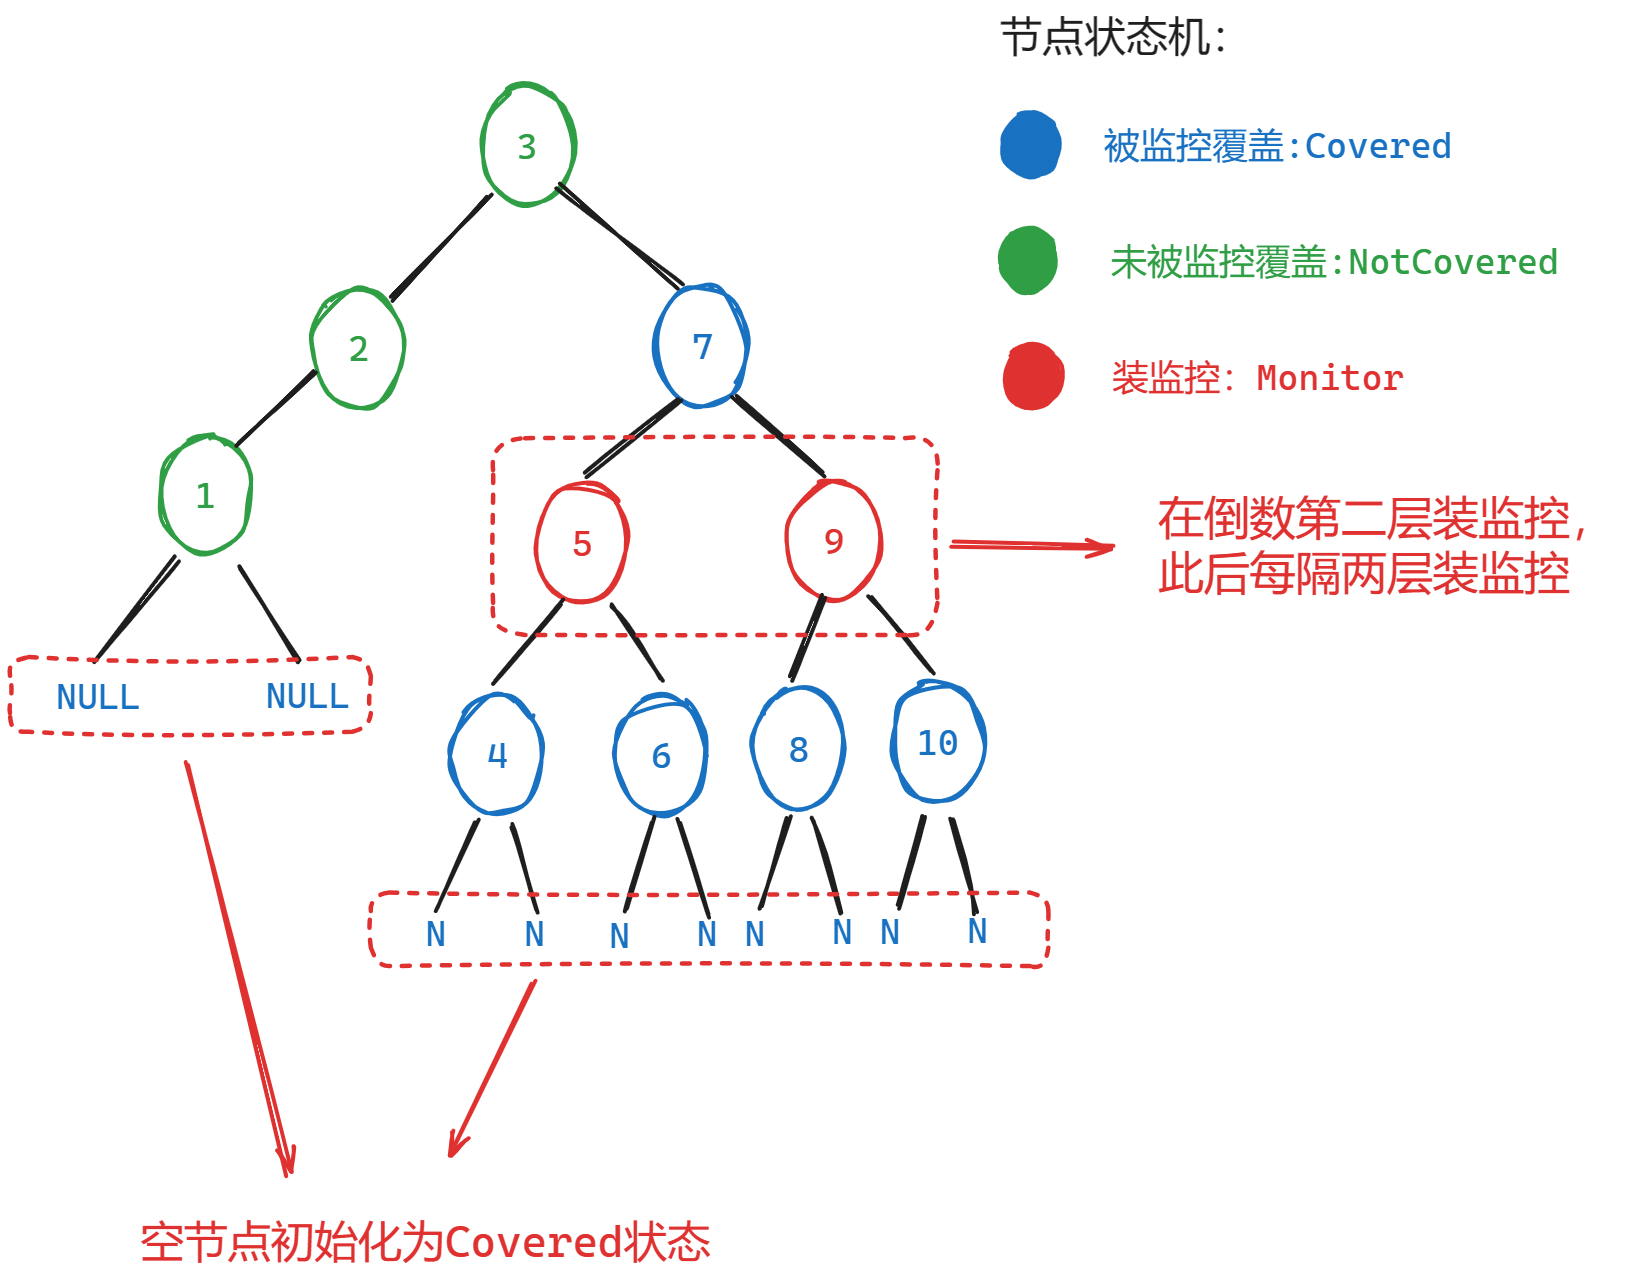 节点状态机:
3
被监控覆盖:Covered
未被监控覆盖:NotCovered
2
7
装监控: Monitor
1
5
9
在倒数第二层装监控,
此后每隔两层装监控
NULL NULL
4 6 8 10
N N N N N N N N
空节点初始化为Covered状态